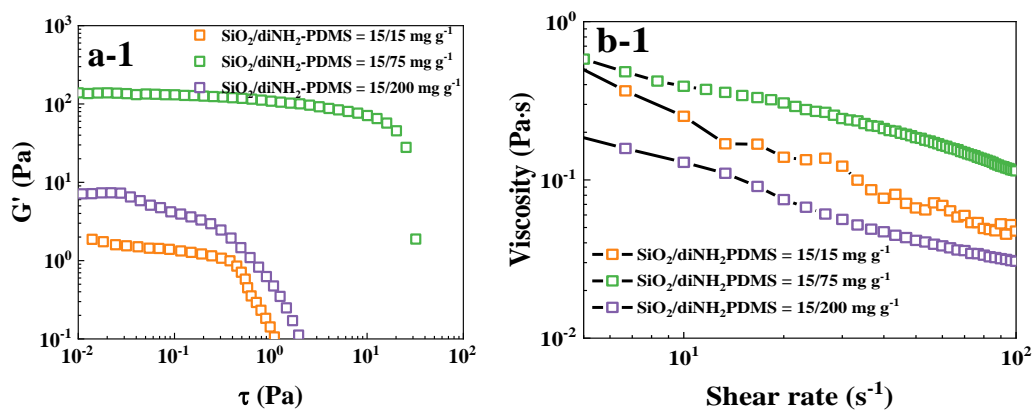 a-1
SiO₂/diNH₂-PDMS = 15/15 mg g⁻¹
SiO₂/diNH₂-PDMS = 15/75 mg g⁻¹
SiO₂/diNH₂-PDMS = 15/200 mg g⁻¹
G' (Pa)
10³
10²
10¹
10⁰
10⁻¹
10⁻² 10⁻¹ 10⁰ 10¹ 10²
τ (Pa)
b-1
Viscosity (Pa·s)
10⁰
10⁻¹
10⁻²
SiO₂/diNH₂PDMS = 15/15 mg g⁻¹
SiO₂/diNH₂PDMS = 15/75 mg g⁻¹
SiO₂/diNH₂PDMS = 15/200 mg g⁻¹
10¹ 10²
Shear rate (s⁻¹)